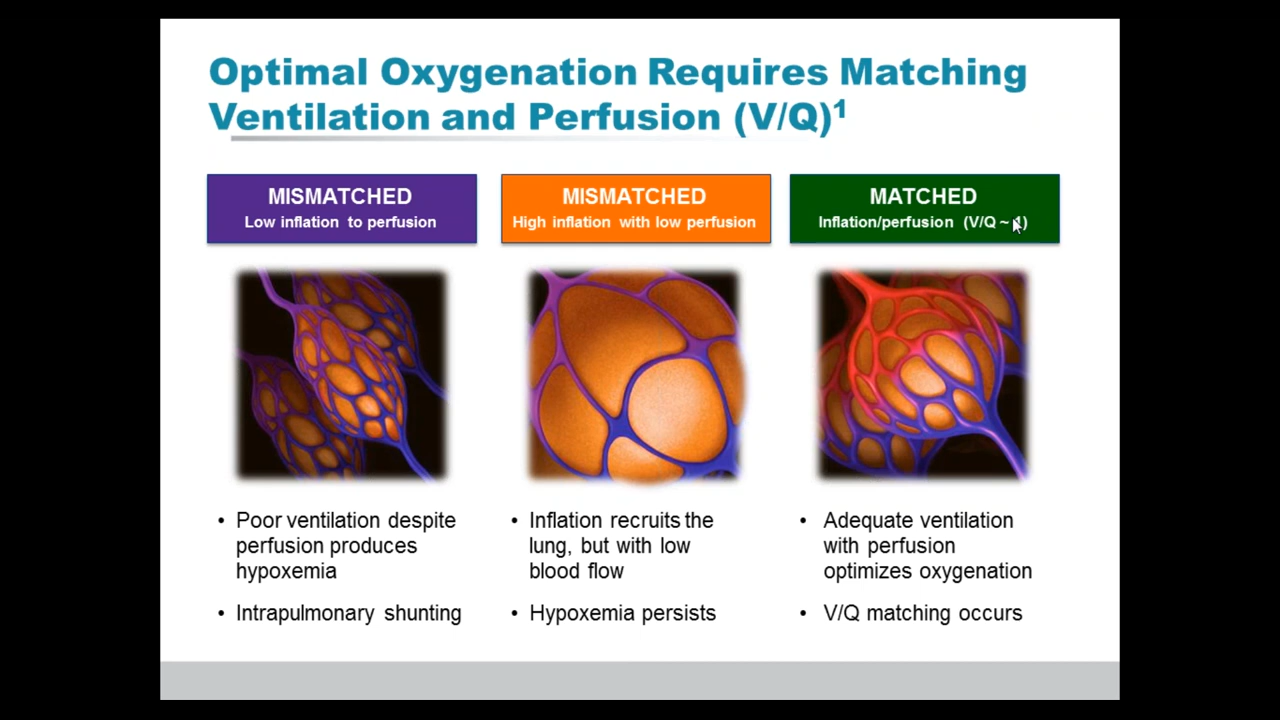 Optimal Oxygenation Requires Matching
Ventilation and Perfusion (V/Q)¹
MISMATCHED
Low inflation to perfusion
MISMATCHED
High inflation with low perfusion
MATCHED
Inflation/perfusion (V/Q ~ 1)
• Poor ventilation despite
perfusion produces
hypoxemia
• Intrapulmonary shunting
• Inflation recruits the
lung, but with low
blood flow
• Hypoxemia persists
• Adequate ventilation
with perfusion
optimizes oxygenation
• V/Q matching occurs